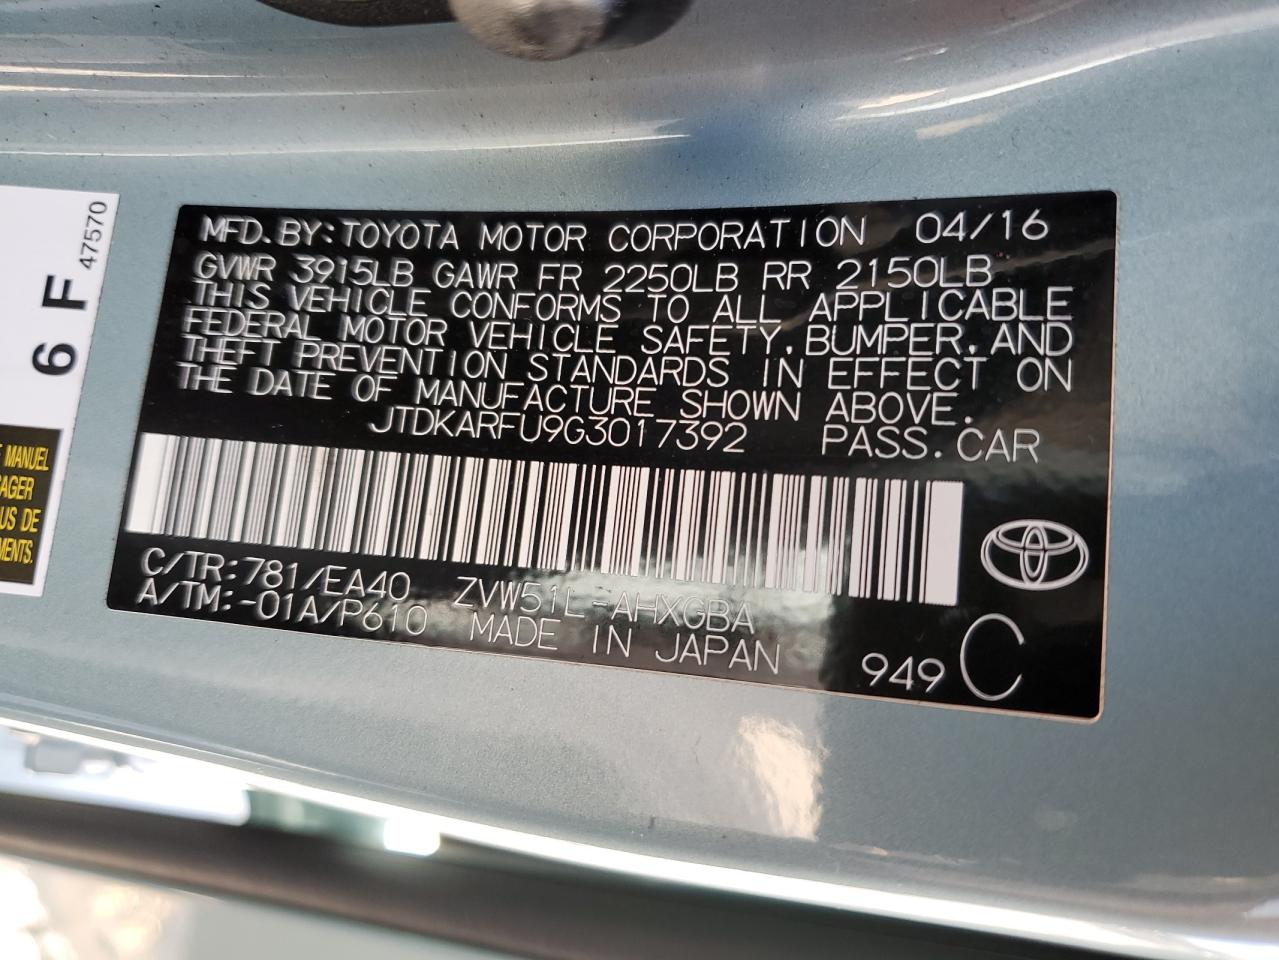 MFD.BY:TOYOTA MOTOR CORPORATION 04/16
GVWR 3915LB GAWR FR 2250LB RR 2150LB
THIS VEHICLE CONFORMS TO ALL APPLICABLE
FEDERAL MOTOR VEHICLE SAFETY, BUMPER, AND
THEFT PREVENTION STANDARDS IN EFFECT ON
THE DATE OF MANUFACTURE SHOWN ABOVE.
JTDKARFU9G3017392 PASS.CAR
C/TR:781/EA40 ZVW51L-AHXGBA
A/TM:-01A/P610 MADE IN JAPAN 949 C
6 F 47570
MANUEL
US DE